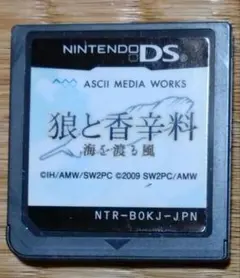 NINTENDO DS
ASCII MEDIA WORKS
狼と香辛料
海を渡る風
©IH/AMW/SW2PC ©2009 SW2PC/AMW
NTR-B0KJ-JPN